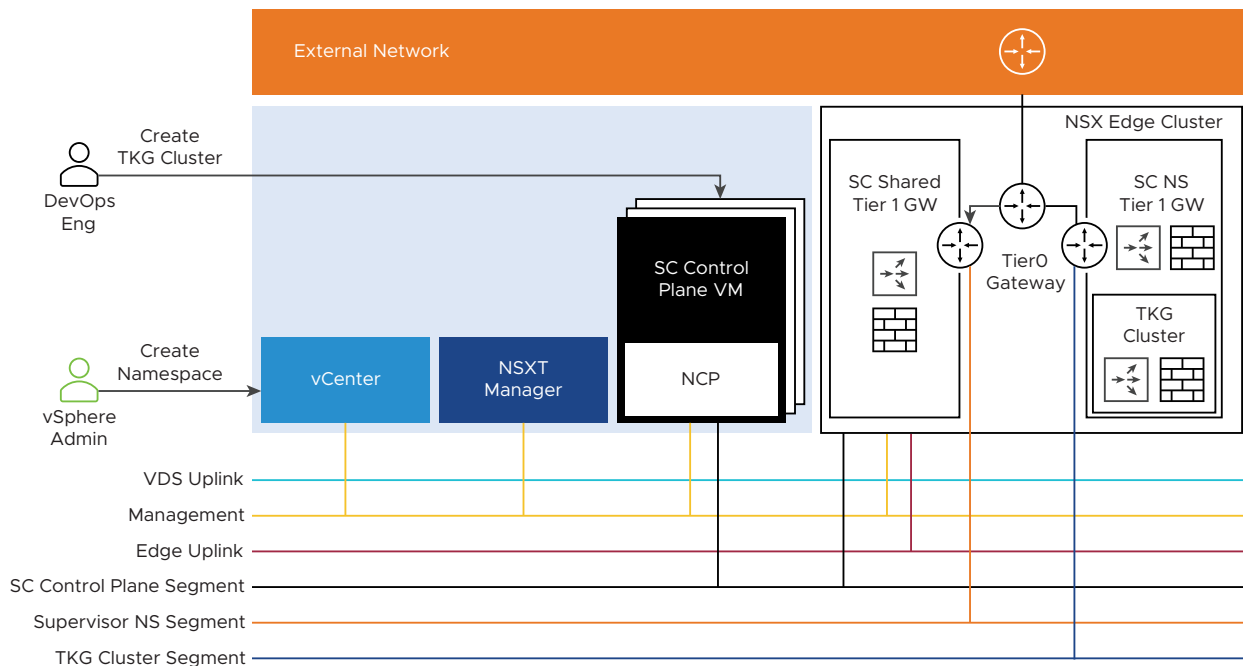 External Network
NSX Edge Cluster
Create
TKG Cluster
DevOps
Eng
SC Shared
Tier 1 GW
SC NS
Tier 1 GW
Tier0
Gateway
SC Control
Plane VM
TKG
Cluster
Create
Namespace
vCenter
NSXT
Manager
NCP
vSphere
Admin
VDS Uplink
Management
Edge Uplink
SC Control Plane Segment
Supervisor NS Segment
TKG Cluster Segment